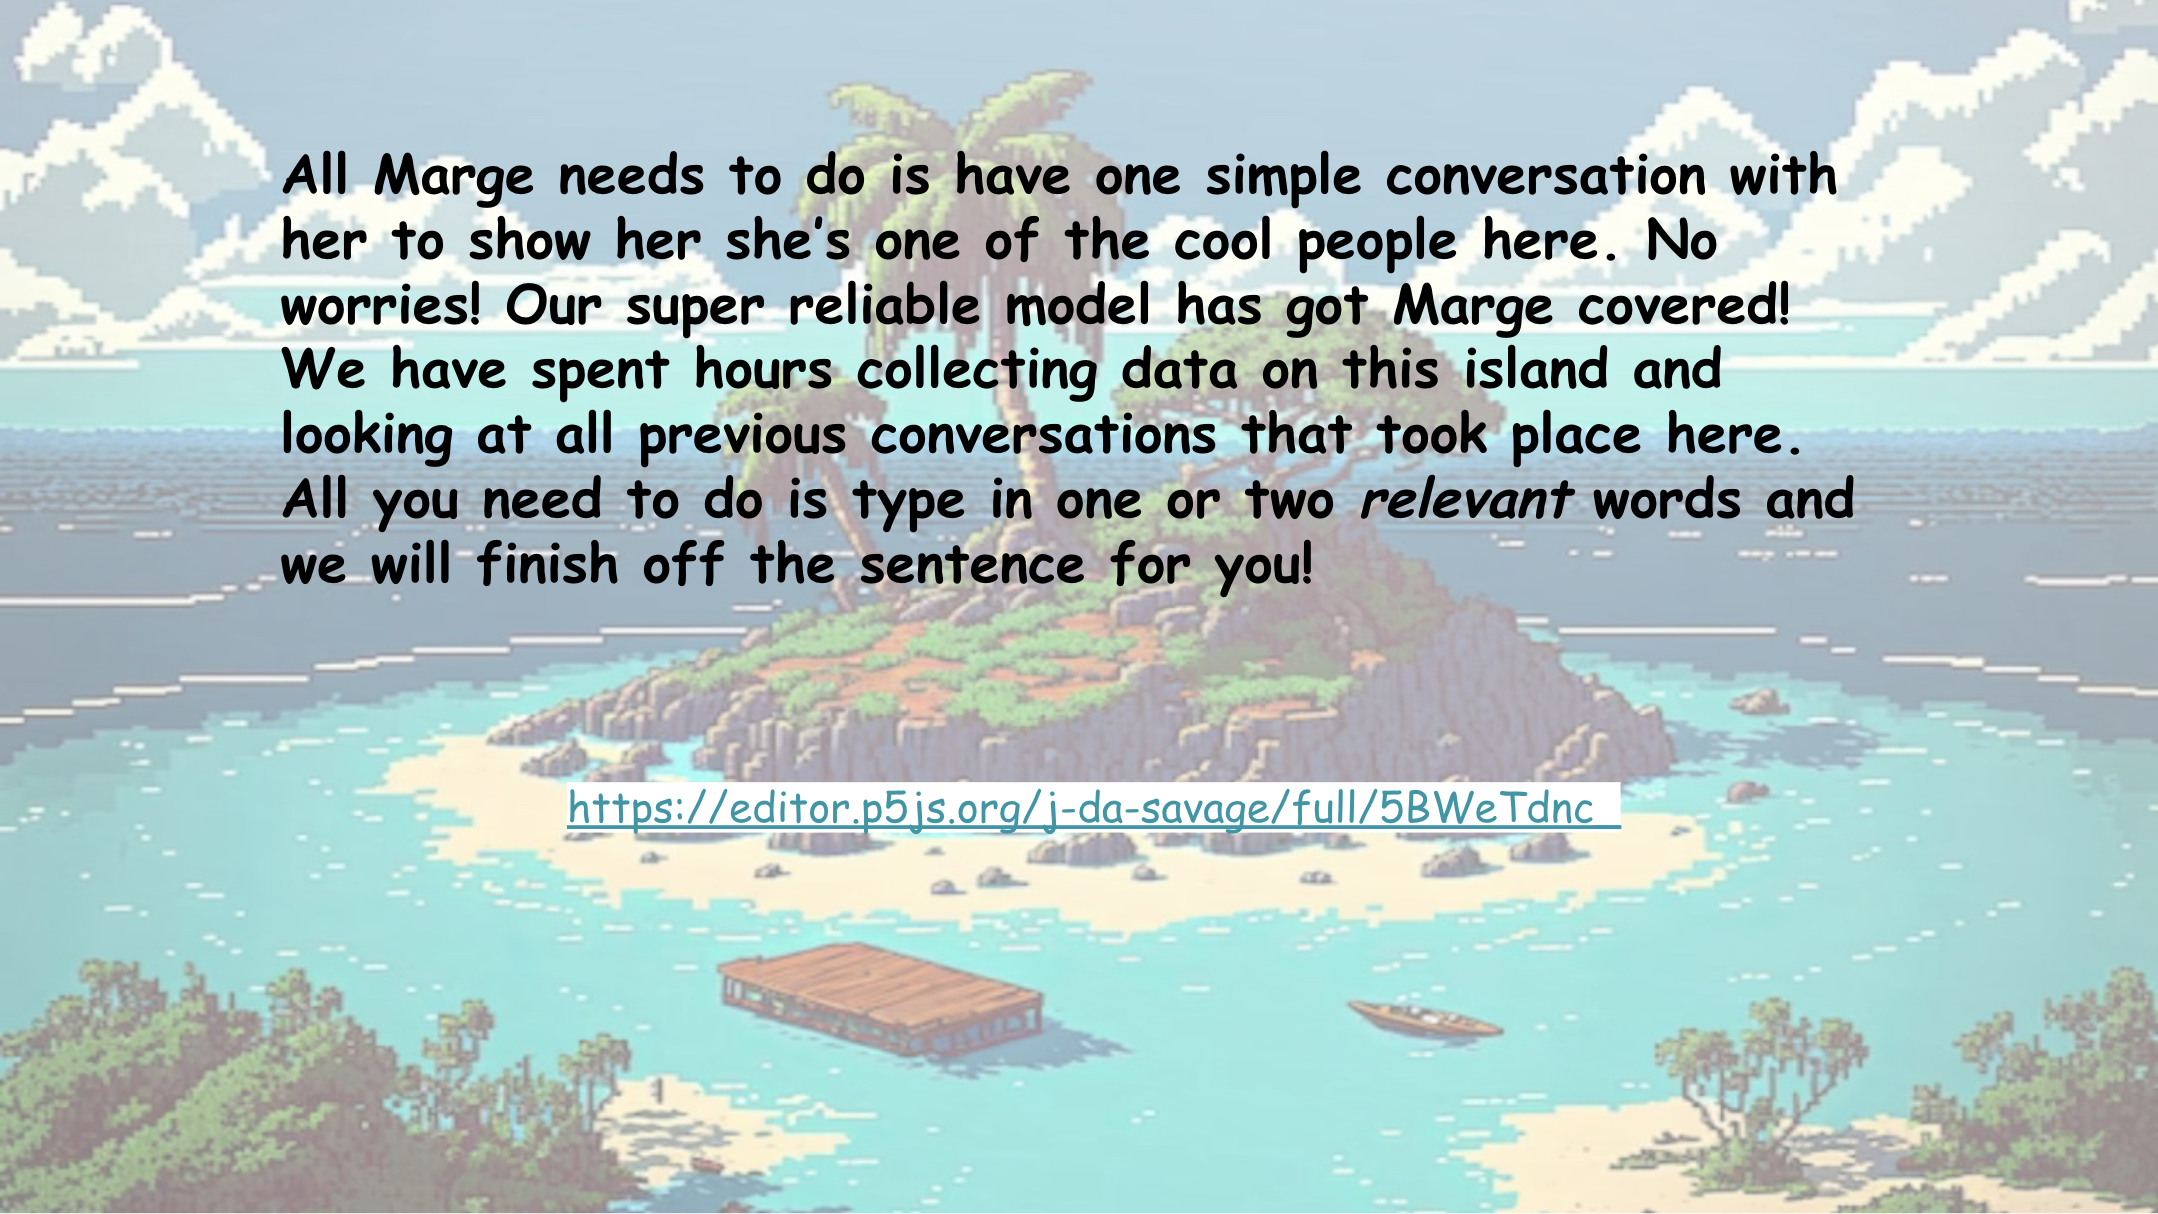 All Marge needs to do is have one simple conversation with
her to show her she's one of the cool people here. No
worries! Our super reliable model has got Marge covered!
We have spent hours collecting data on this island and
looking at all previous conversations that took place here.
All you need to do is type in one or two relevant words and
we will finish off the sentence for you!
https://editor.p5js.org/j-da-savage/full/5BWeTdnc_